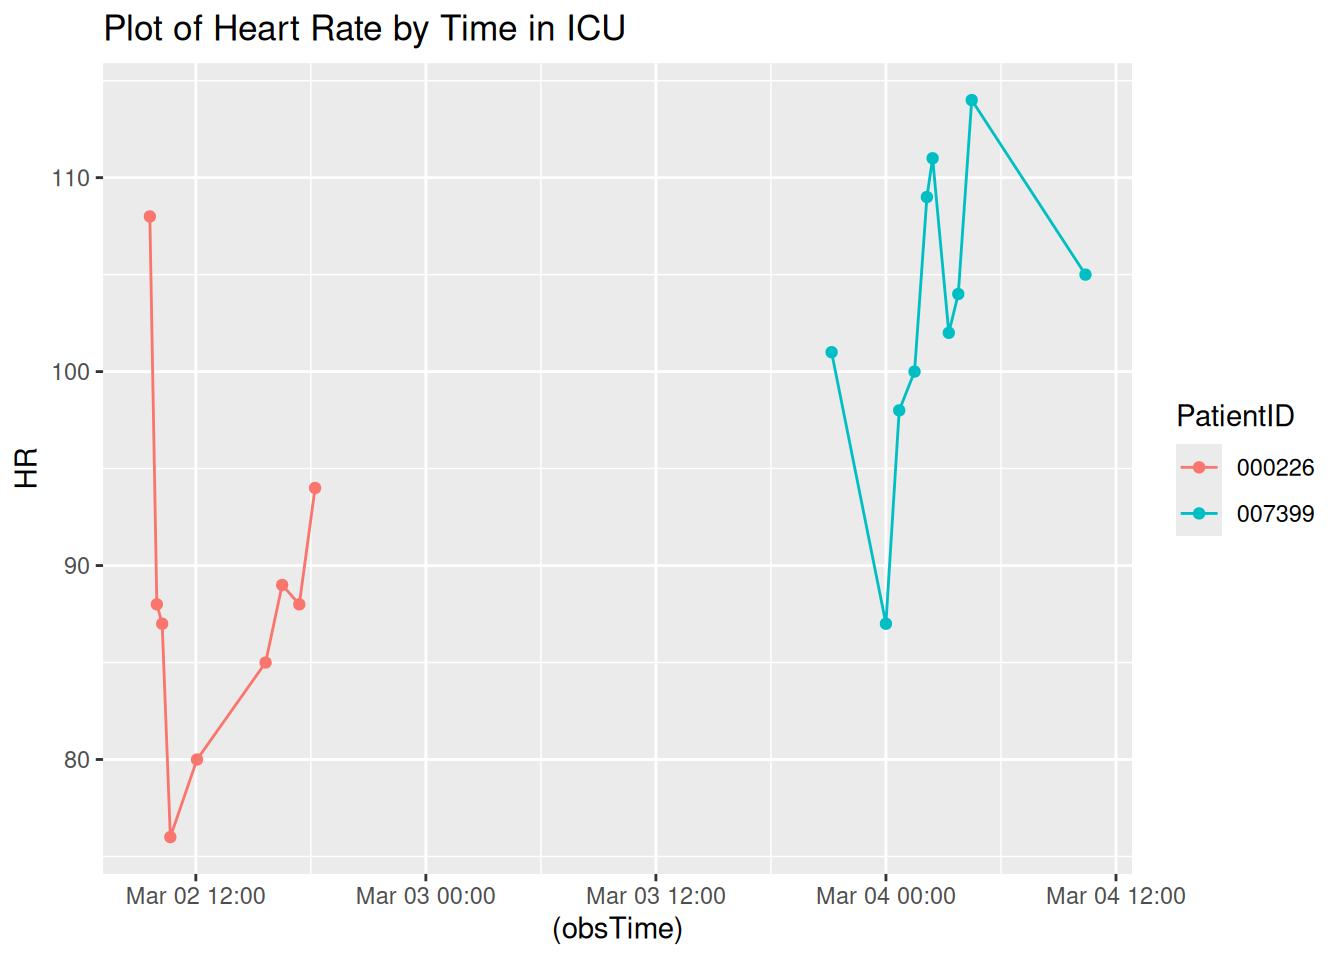 Plot of Heart Rate by Time in ICU
HR
110
100
90
80
Mar 02 12:00
Mar 03 00:00
Mar 03 12:00
Mar 04 00:00
Mar 04 12:00
(obsTime)
PatientID
000226
007399